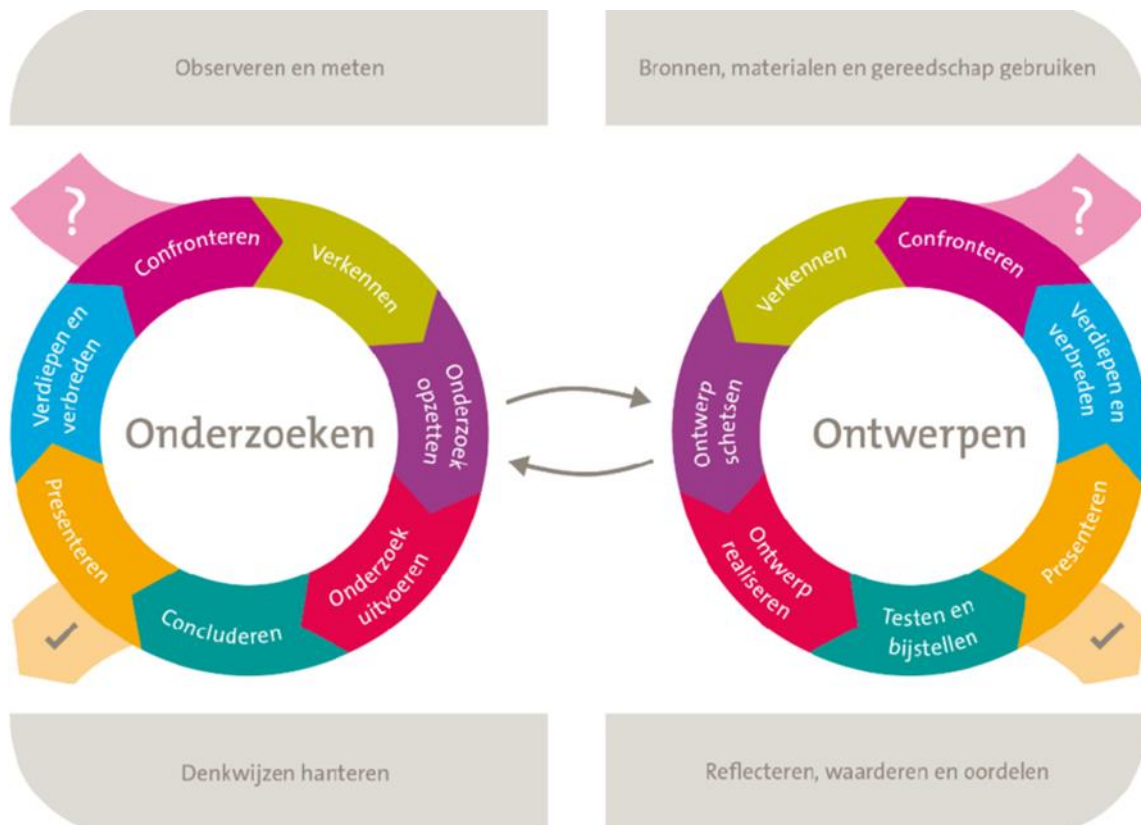 Observeren en meten
Bronnen, materialen en gereedschap gebruiken
?
Confronteren
Verkennen
Onderzoek
opzetten
Onderzoek
uitvoeren
Concluderen
Presenteren
Verdiepen en
verbreden
Onderzoeken
?
Confronteren
Verkennen
Ontwerp
schetsen
Ontwerp
realiseren
Testen en
bijstellen
Presenteren
Verdiepen en
verbreden
Ontwerpen
Denkwijzen hanteren
Reflecteren, waarderen en oordelen